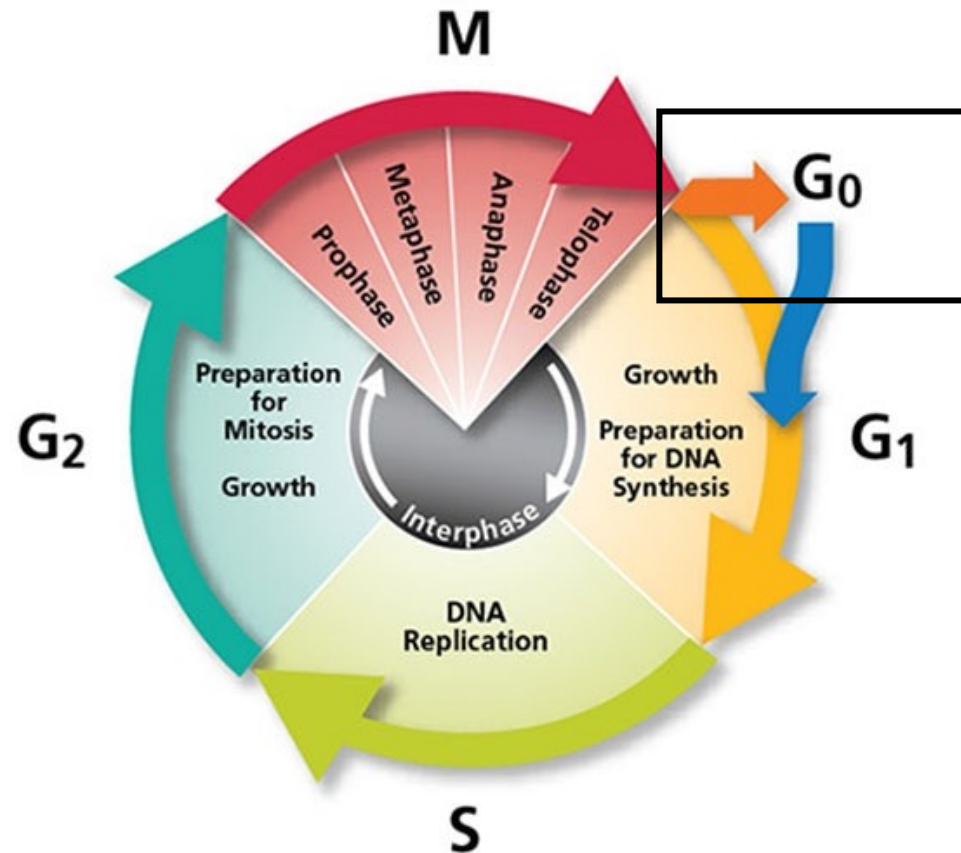 M
Prophase
Metaphase
Anaphase
Telophase
G₀
G₁
Growth
Preparation
for DNA
Synthesis
S
DNA
Replication
G₂
Preparation
for
Mitosis
Growth
Interphase